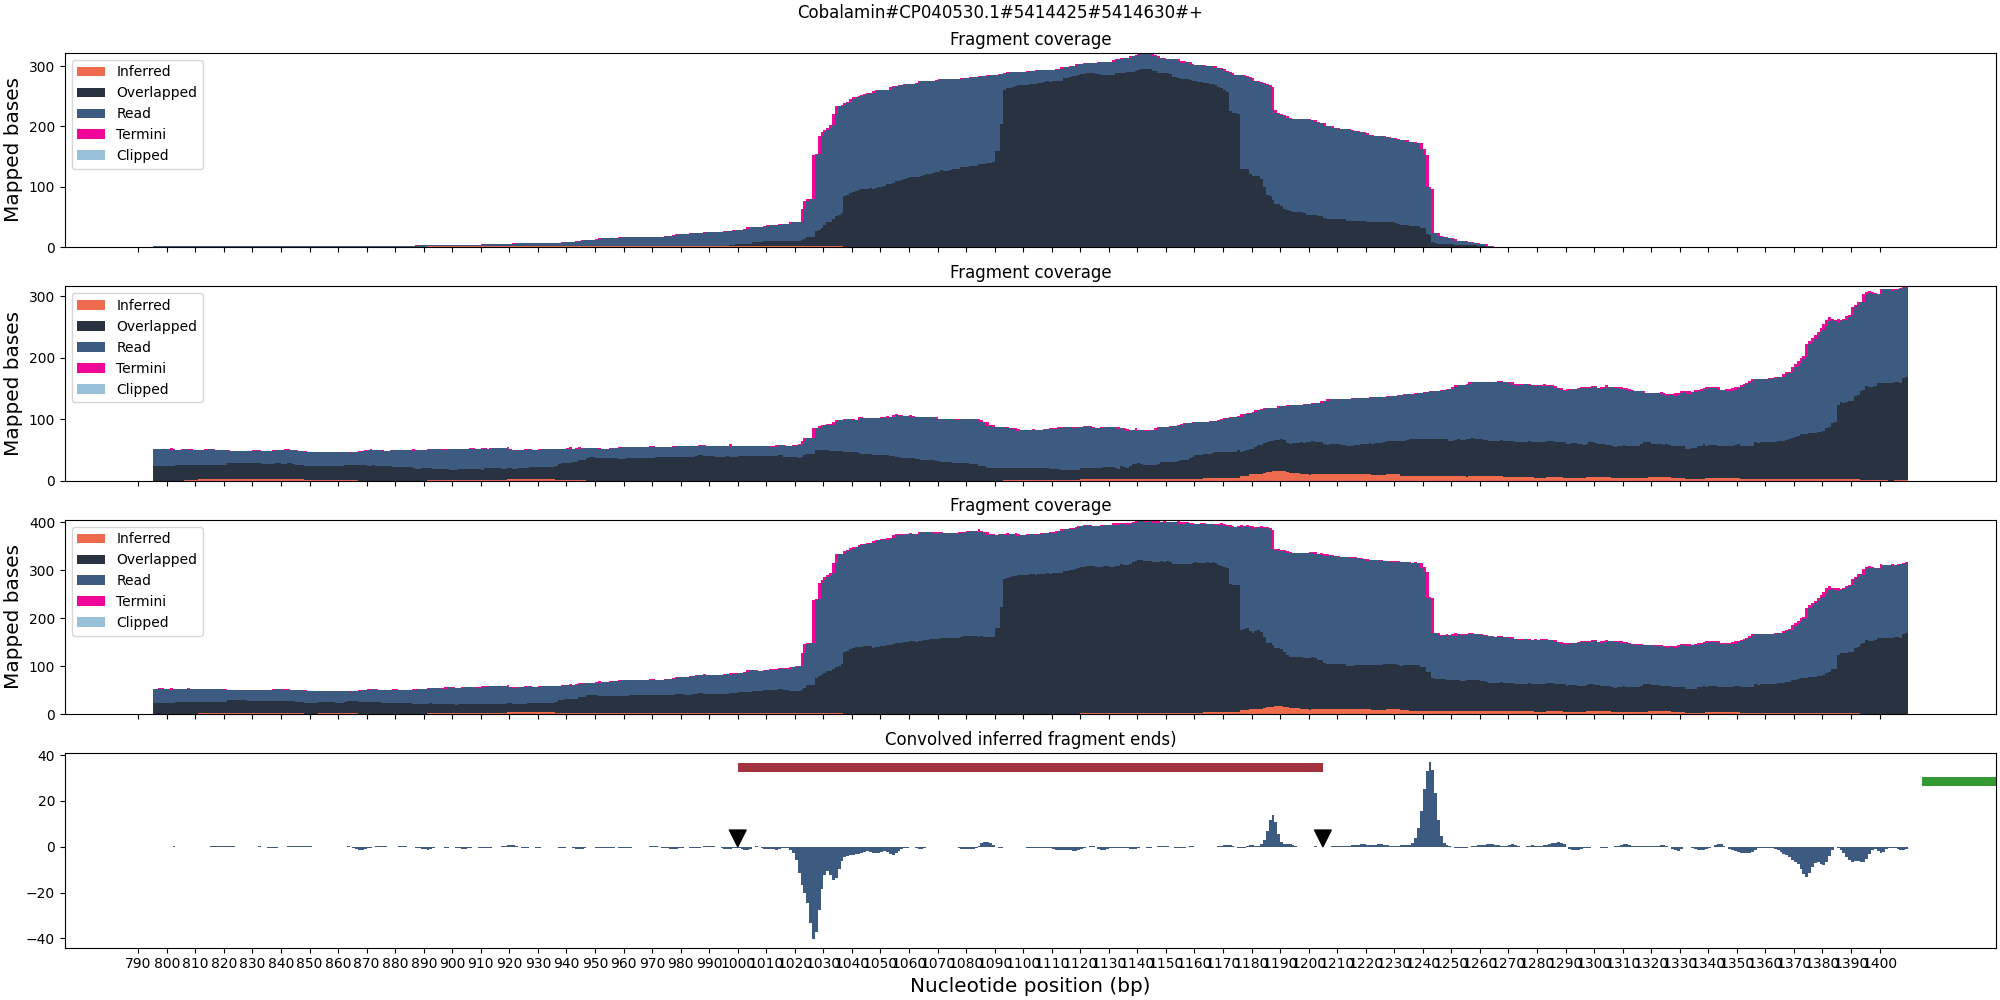 Cobalamin#CP040530.1#5414425#5414630#+
Fragment coverage
Mapped bases
300
200
100
0
Inferred
Overlapped
Read
Termini
Clipped
Fragment coverage
Mapped bases
300
200
100
0
Inferred
Overlapped
Read
Termini
Clipped
Fragment coverage
Mapped bases
400
300
200
100
0
Inferred
Overlapped
Read
Termini
Clipped
Convolved inferred fragment ends)
40
20
0
−20
−40
790 800 810 820 830 840 850 860 870 880 890 900 910 920 930 940 950 960 970 980 990 1000 1010 1020 1030 1040 1050 1060 1070 1080 1090 1100 1110 1120 1130 1140 1150 1160 1170 1180 1190 1200 1210 1220 1230 1240 1250 1260 1270 1280 1290 1300 1310 1320 1330 1340 1350 1360 1370 1380 1390 1400
Nucleotide position (bp)